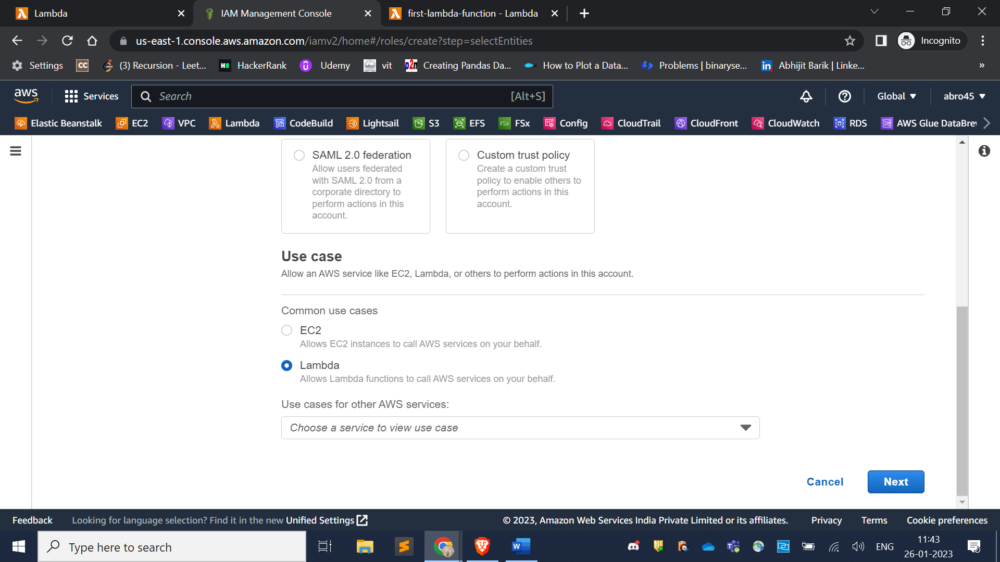 Lambda
IAM Management Console
first-lambda-function - Lambda
us-east-1.console.aws.amazon.com/iamv2/home#/roles/create?step=selectEntities
Incognito
Settings
CC
(3) Recursion - Leet...
HackerRank
Udemy
vit
Creating Pandas Da...
How to Plot a Data...
Problems | binaryse...
Abhijit Barik | Linke...
»
aws
Services
Search
[Alt+S]
Global
abro45
Elastic Beanstalk
EC2
VPC
Lambda
CodeBuild
Lightsail
S3
EFS
FSx
Config
CloudTrail
CloudFront
CloudWatch
RDS
AWS Glue DataBre
SAML 2.0 federation
Allow users federated
with SAML 2.0 from a
corporate directory to
perform actions in this
account.
Custom trust policy
Create a custom trust
policy to enable others to
perform actions in this
account.
Use case
Allow an AWS service like EC2, Lambda, or others to perform actions in this account.
Common use cases
EC2
Allows EC2 instances to call AWS services on your behalf.
Lambda
Allows Lambda functions to call AWS services on your behalf.
Use cases for other AWS services:
Choose a service to view use case
Cancel
Next
Feedback
Looking for language selection? Find it in the new Unified Settings
© 2023, Amazon Web Services India Private Limited or its affiliates.
Privacy
Terms
Cookie preferences
Type here to search
ENG
11:43
26-01-2023